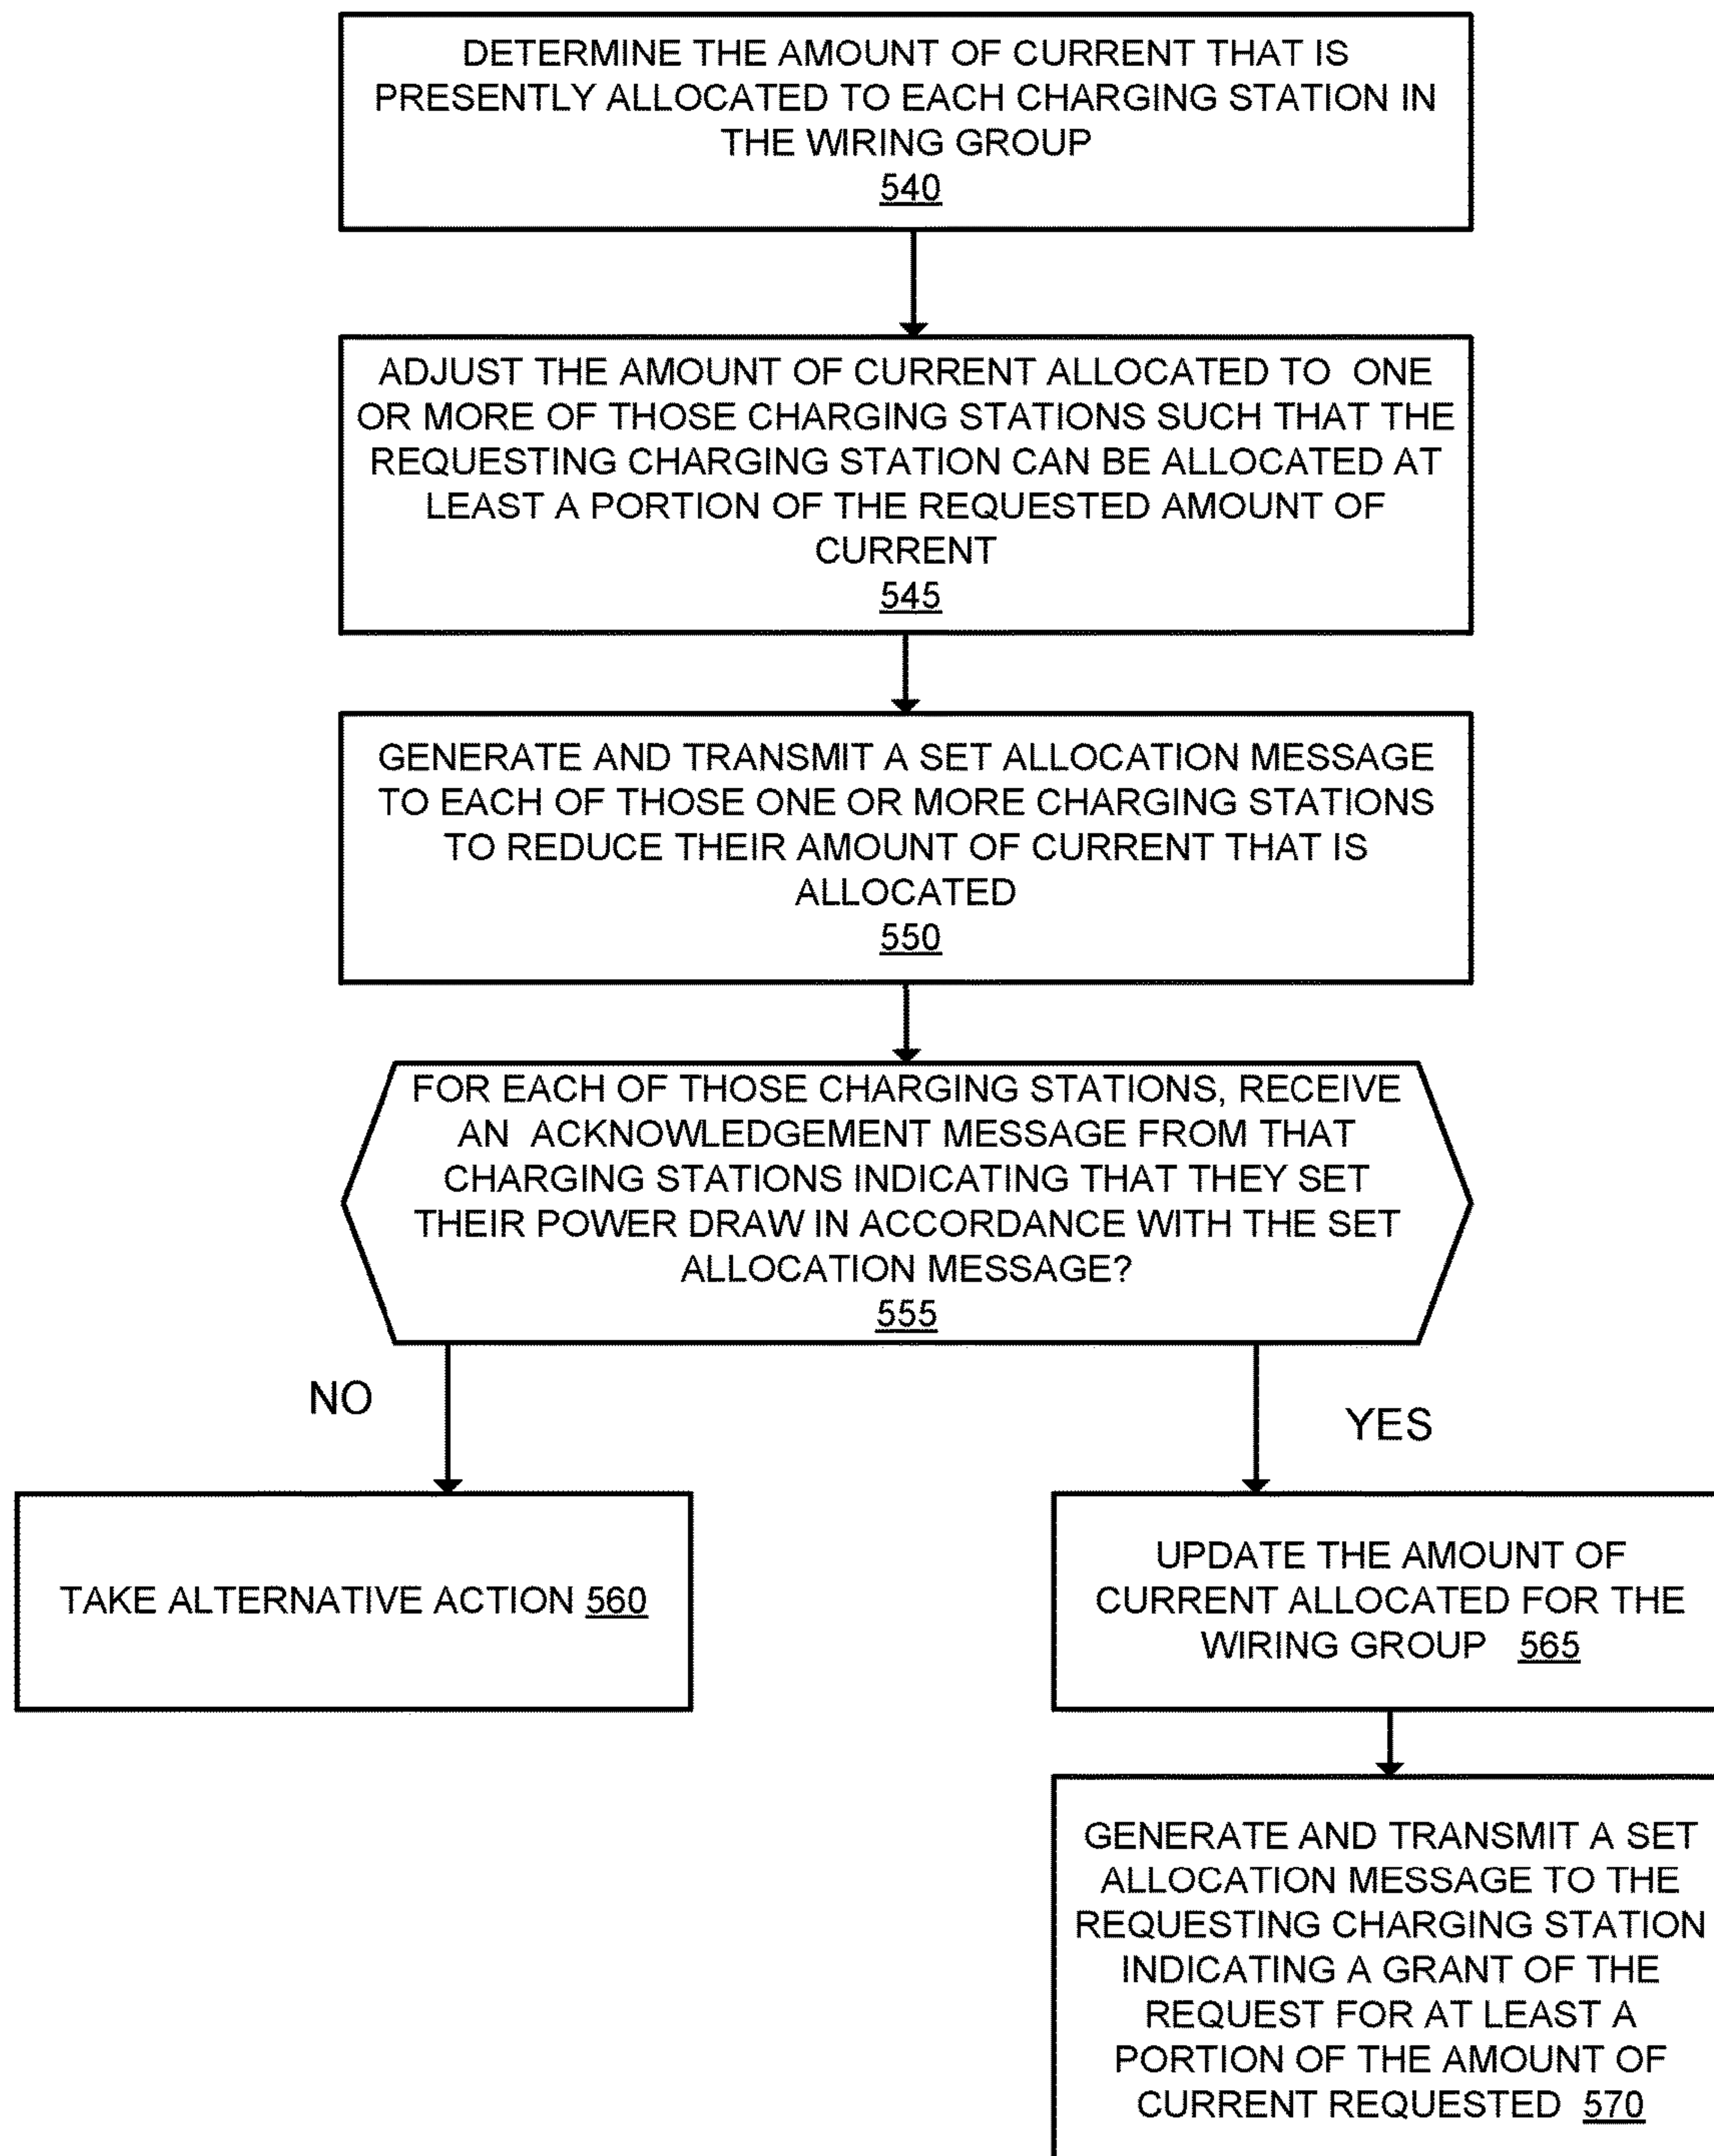 DETERMINE THE AMOUNT OF CURRENT THAT IS
PRESENTLY ALLOCATED TO EACH CHARGING STATION IN
THE WIRING GROUP
540
ADJUST THE AMOUNT OF CURRENT ALLOCATED TO ONE
OR MORE OF THOSE CHARGING STATIONS SUCH THAT THE
REQUESTING CHARGING STATION CAN BE ALLOCATED AT
LEAST A PORTION OF THE REQUESTED AMOUNT OF
CURRENT
545
GENERATE AND TRANSMIT A SET ALLOCATION MESSAGE
TO EACH OF THOSE ONE OR MORE CHARGING STATIONS
TO REDUCE THEIR AMOUNT OF CURRENT THAT IS
ALLOCATED
550
FOR EACH OF THOSE CHARGING STATIONS, RECEIVE
AN ACKNOWLEDGEMENT MESSAGE FROM THAT
CHARGING STATIONS INDICATING THAT THEY SET
THEIR POWER DRAW IN ACCORDANCE WITH THE SET
ALLOCATION MESSAGE?
555
NO
YES
TAKE ALTERNATIVE ACTION 560
UPDATE THE AMOUNT OF
CURRENT ALLOCATED FOR THE
WIRING GROUP 565
GENERATE AND TRANSMIT A SET
ALLOCATION MESSAGE TO THE
REQUESTING CHARGING STATION
INDICATING A GRANT OF THE
REQUEST FOR AT LEAST A
PORTION OF THE AMOUNT OF
CURRENT REQUESTED 570